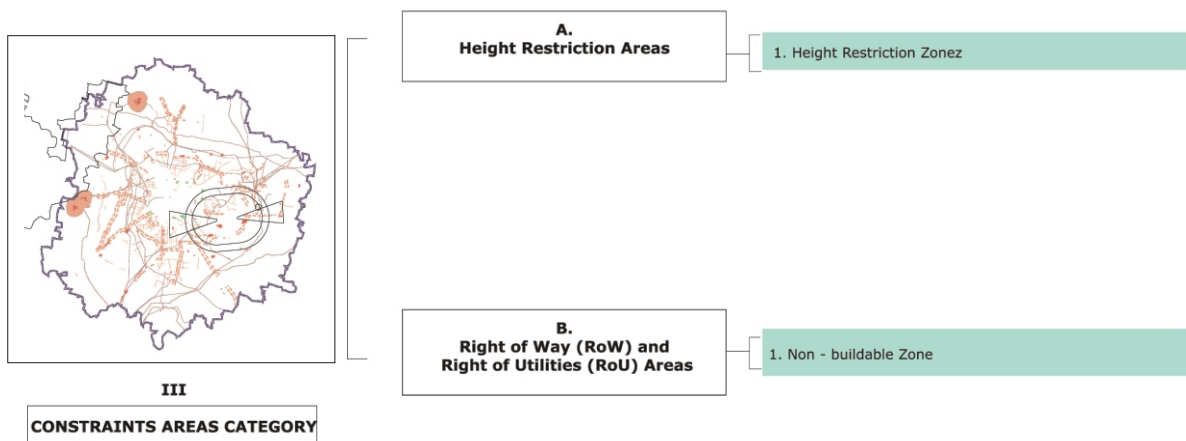 A.
Height Restriction Areas
1. Height Restriction Zonez
B.
Right of Way (RoW) and
Right of Utilities (RoU) Areas
1. Non - buildable Zone
III
CONSTRAINTS AREAS CATEGORY